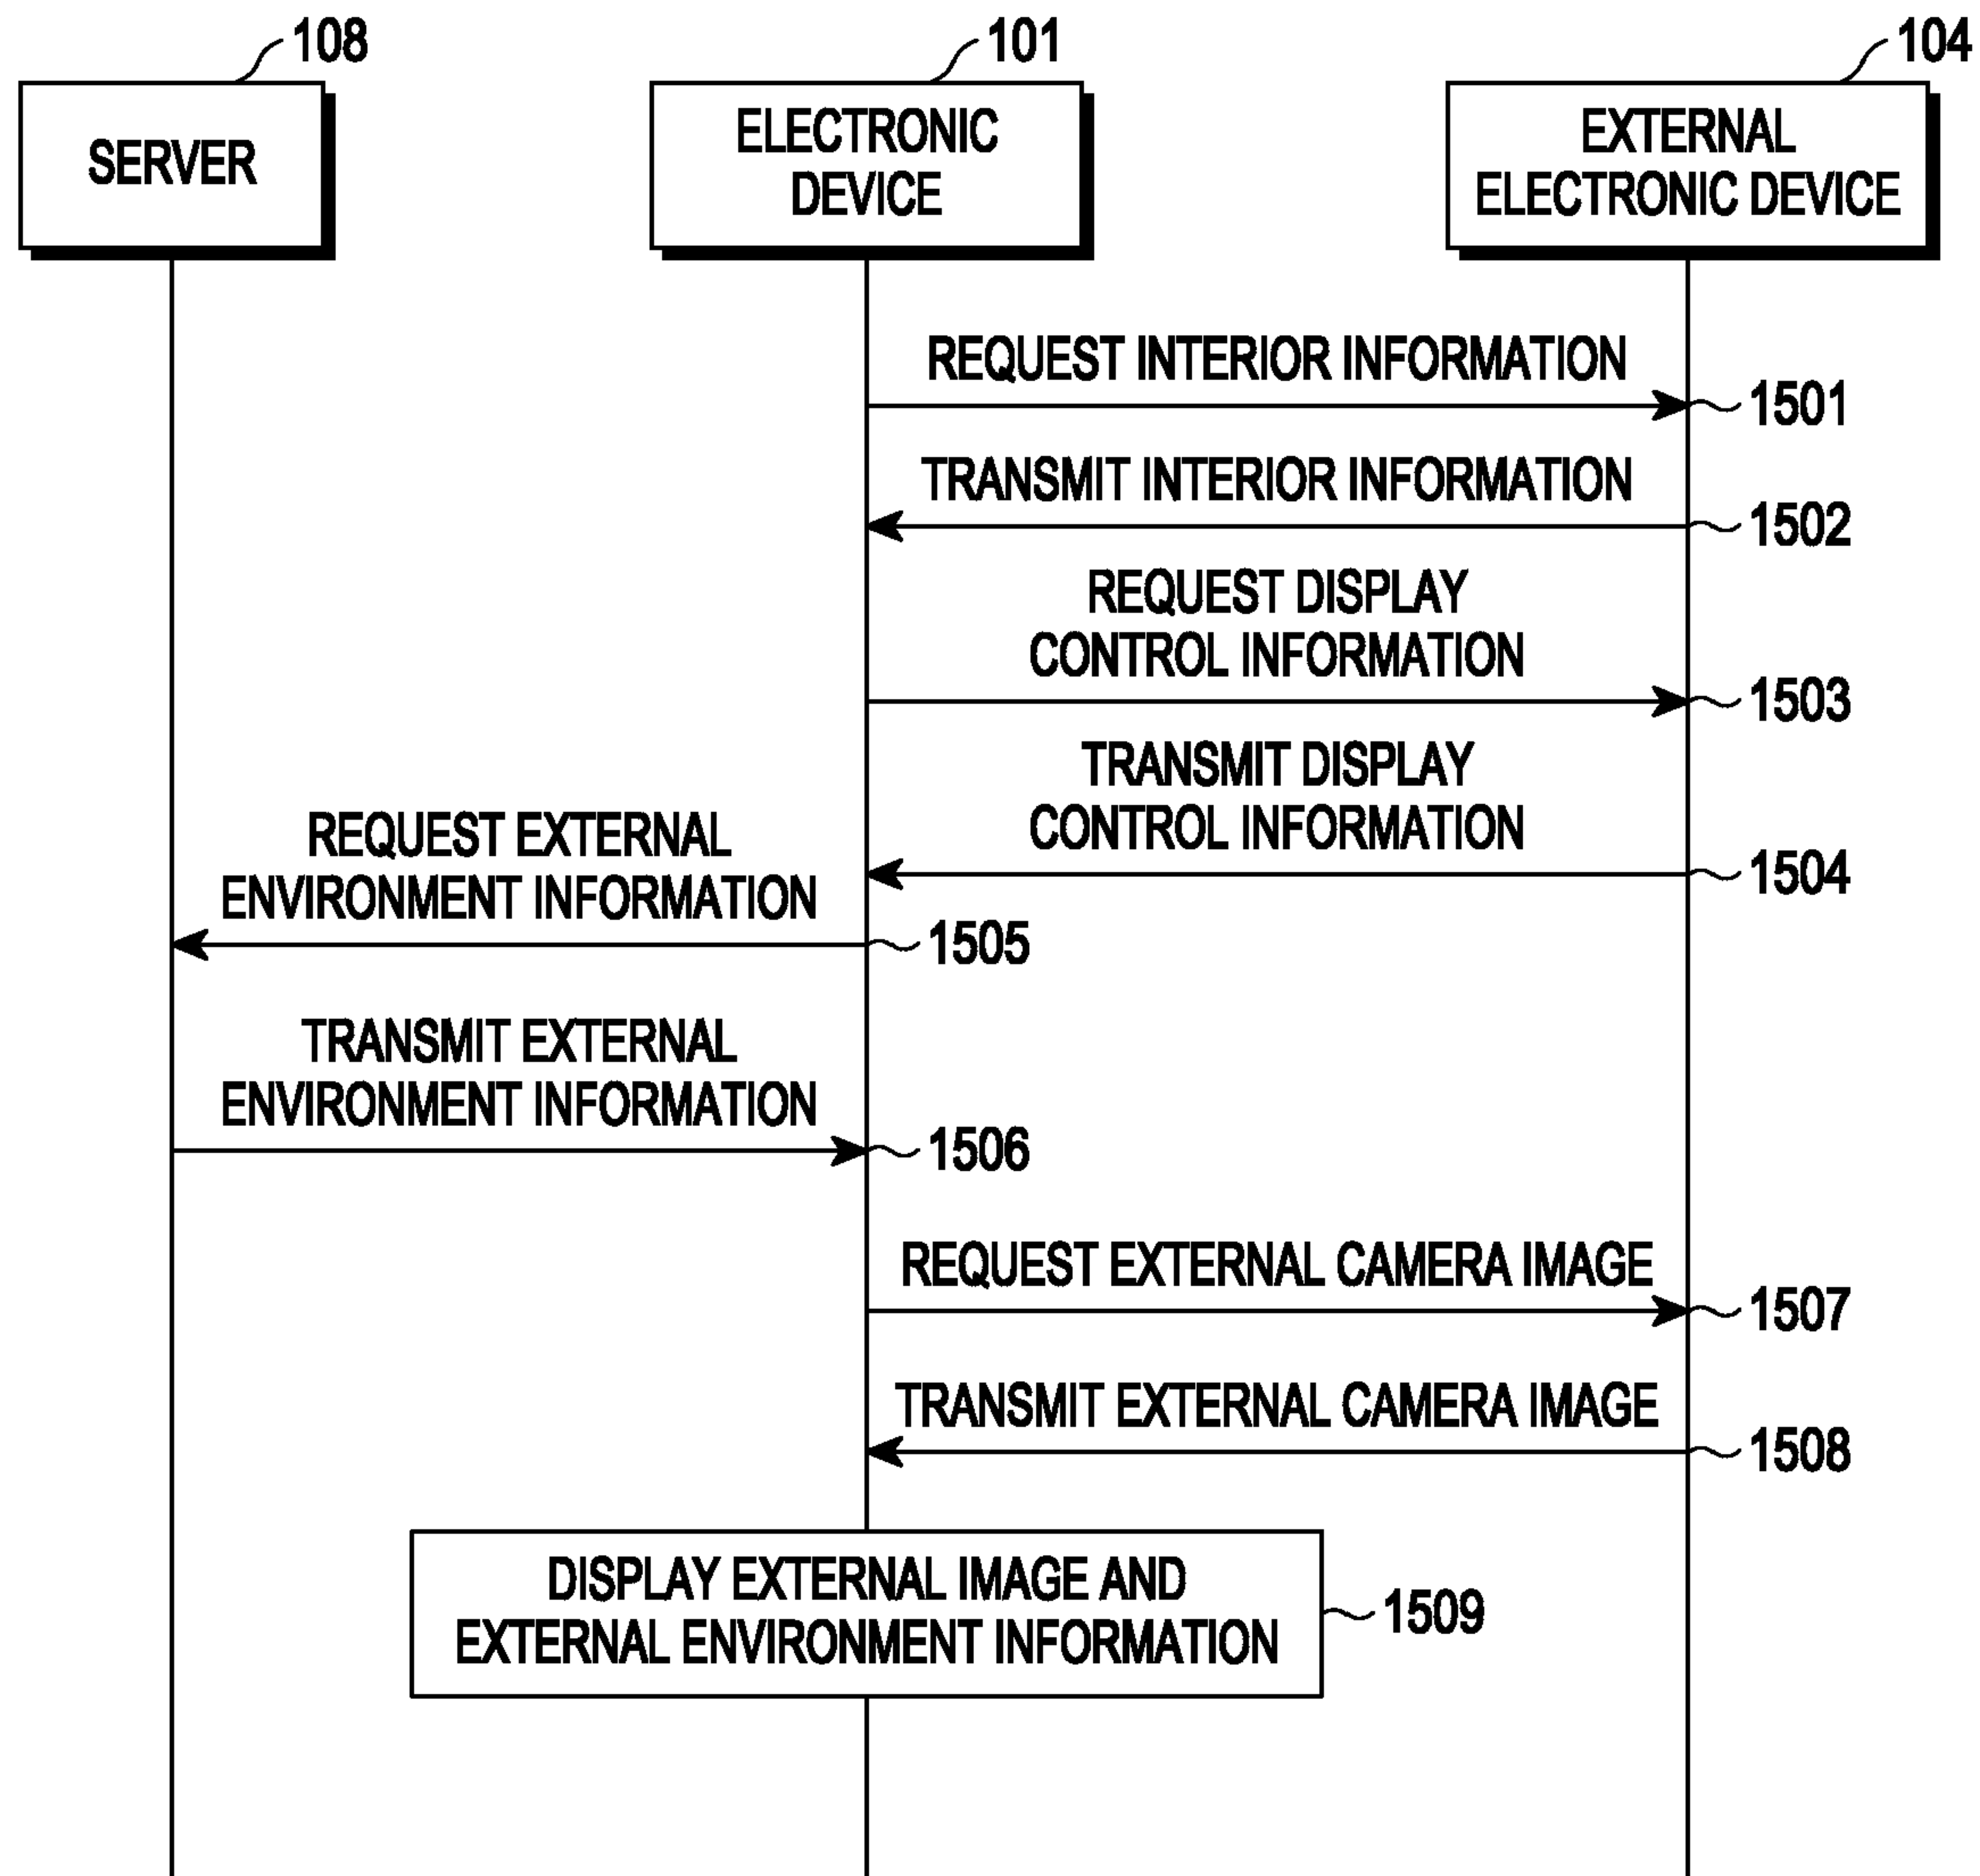 108
101
104
SERVER
ELECTRONIC
DEVICE
EXTERNAL
ELECTRONIC DEVICE
REQUEST INTERIOR INFORMATION
1501
TRANSMIT INTERIOR INFORMATION
1502
REQUEST DISPLAY
CONTROL INFORMATION
1503
TRANSMIT DISPLAY
CONTROL INFORMATION
1504
REQUEST EXTERNAL
ENVIRONMENT INFORMATION
1505
TRANSMIT EXTERNAL
ENVIRONMENT INFORMATION
1506
REQUEST EXTERNAL CAMERA IMAGE
1507
TRANSMIT EXTERNAL CAMERA IMAGE
1508
DISPLAY EXTERNAL IMAGE AND
EXTERNAL ENVIRONMENT INFORMATION
1509